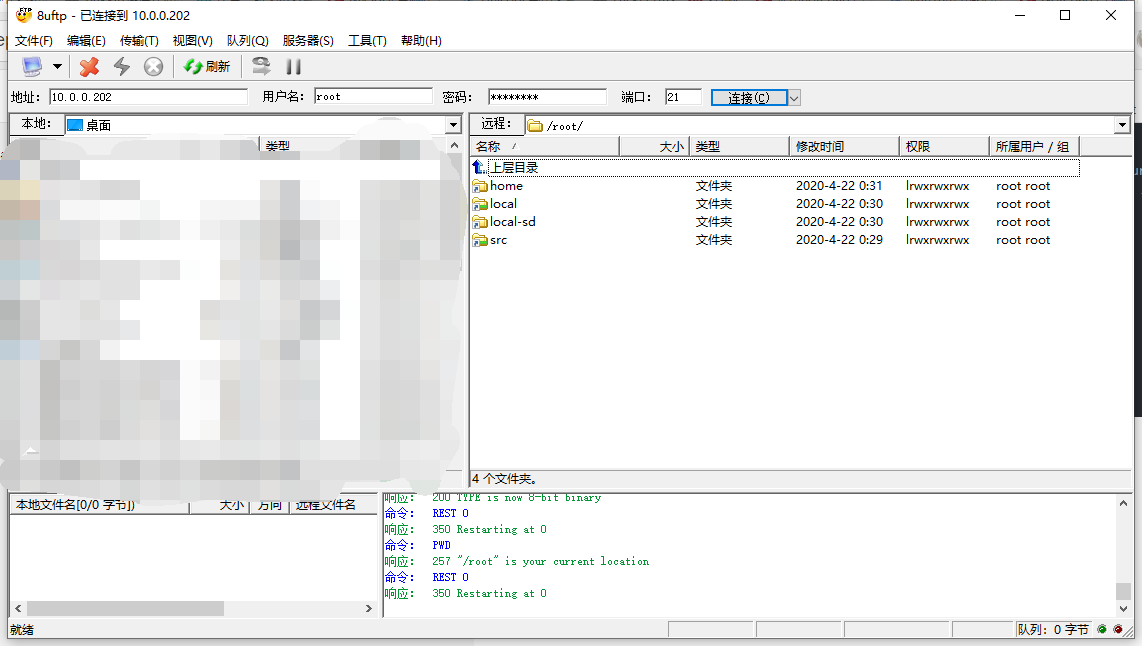 8uftp - 已连接到 10.0.0.202
文件(F) 编辑(E) 传输(T) 视图(V) 队列(Q) 服务器(S) 工具(T) 帮助(H)
刷新
地址: 10.0.0.202 用户名: root 密码: ******** 端口: 21 连接(C)
本地: 桌面
类型
远程: /root/
名称 大小 类型 修改时间 权限 所属用户 / 组
上层目录
home 文件夹 2020-4-22 0:31 lrwxrwxrwx root root
local 文件夹 2020-4-22 0:30 lrwxrwxrwx root root
local-sd 文件夹 2020-4-22 0:30 lrwxrwxrwx root root
src 文件夹 2020-4-22 0:29 lrwxrwxrwx root root
4 个文件夹。
本地文件名[0/0 字节]) 大小 方向 远程文件名
响应: 200 TYPE is now 8-bit binary
命令: REST 0
响应: 350 Restarting at 0
命令: PWD
响应: 257 "/root" is your current location
命令: REST 0
响应: 350 Restarting at 0
就绪
队列: 0 字节